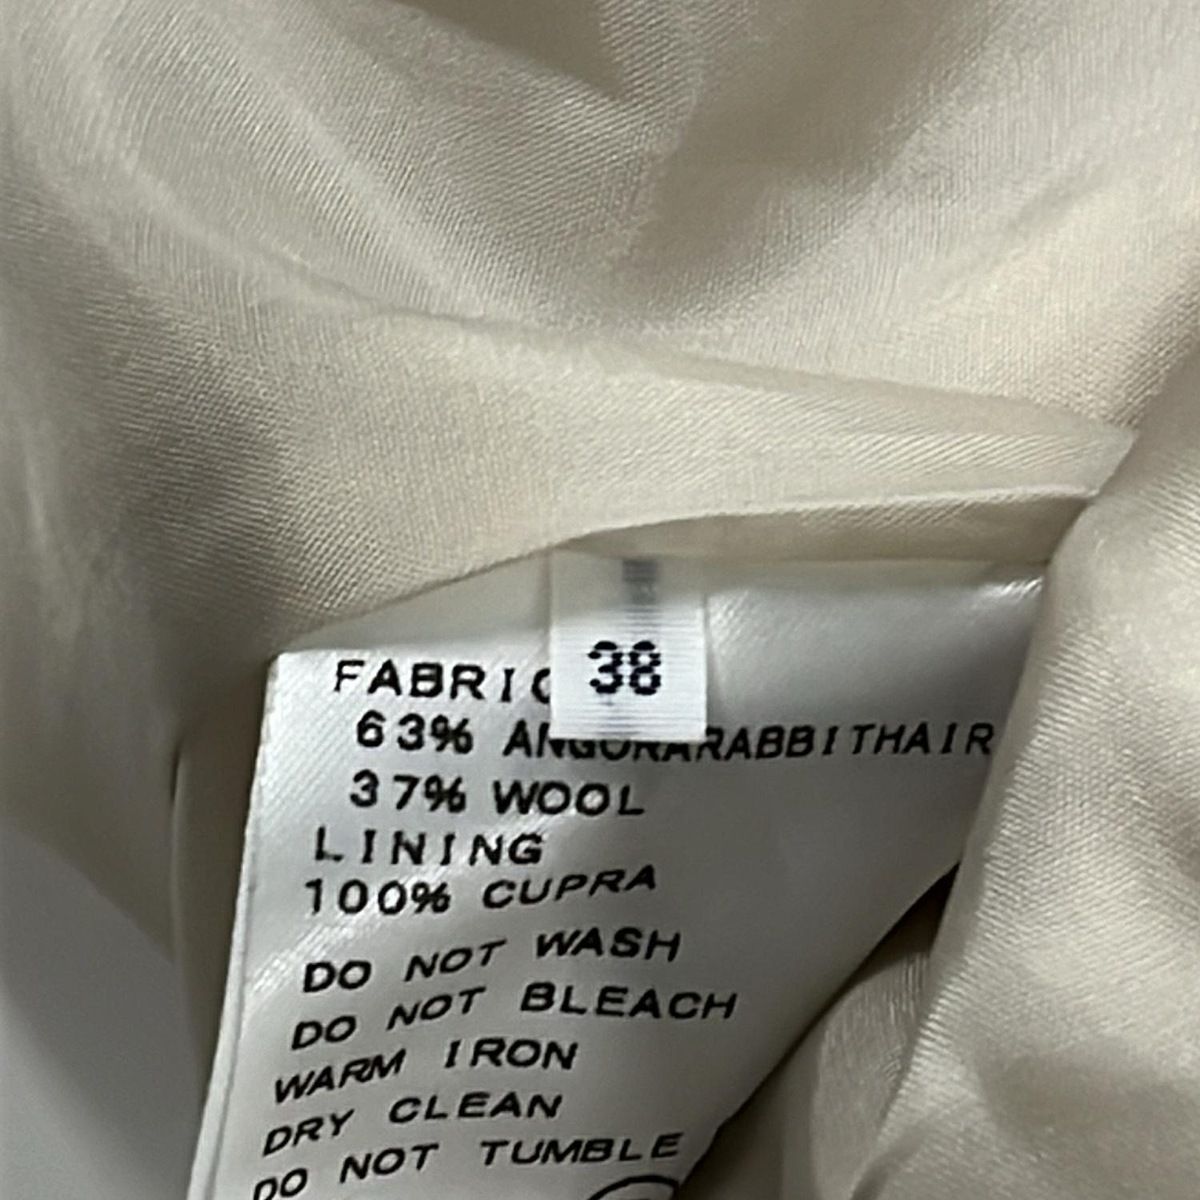 38
FABRIC
63% ANGORARABBITHAIR
37% WOOL
LINING
100% CUPRA
DO NOT WASH
DO NOT BLEACH
WARM IRON
DRY CLEAN
DO NOT TUMBLE